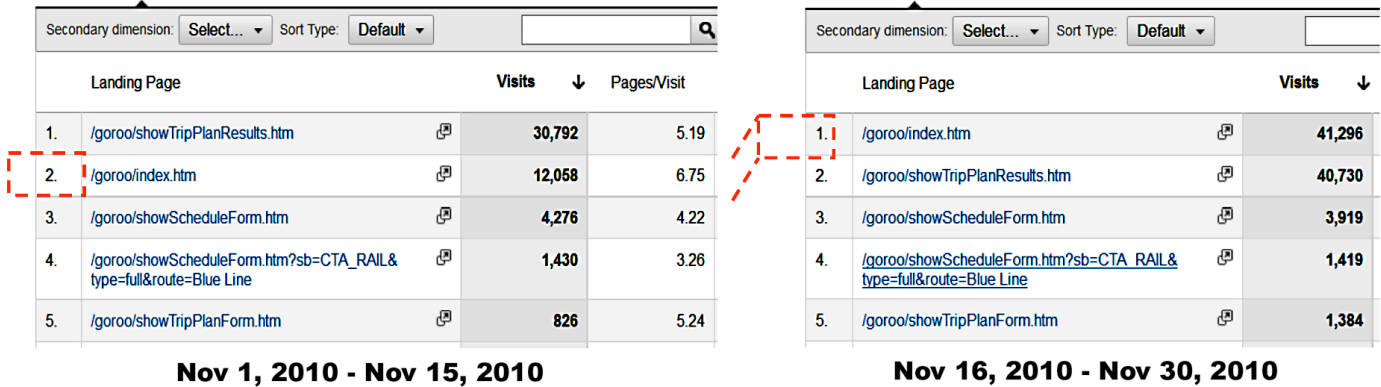 Secondary dimension: Select... Sort Type: Default
Landing Page Visits Pages/Visit
1. /goroo/showTripPlanResults.htm 30,792 5.19
2. /goroo/index.htm 12,058 6.75
3. /goroo/showScheduleForm.htm 4,276 4.22
4. /goroo/showScheduleForm.htm?sb=CTA_RAIL& 1,430 3.26
type=full&route=Blue Line
5. /goroo/showTripPlanForm.htm 826 5.24
Nov 1, 2010 - Nov 15, 2010
Secondary dimension: Select... Sort Type: Default
Landing Page Visits
1. /goroo/index.htm 41,296
2. /goroo/showTripPlanResults.htm 40,730
3. /goroo/showScheduleForm.htm 3,919
4. /goroo/showScheduleForm.htm?sb=CTA_RAIL& 1,419
type=full&route=Blue Line
5. /goroo/showTripPlanForm.htm 1,384
Nov 16, 2010 - Nov 30, 2010